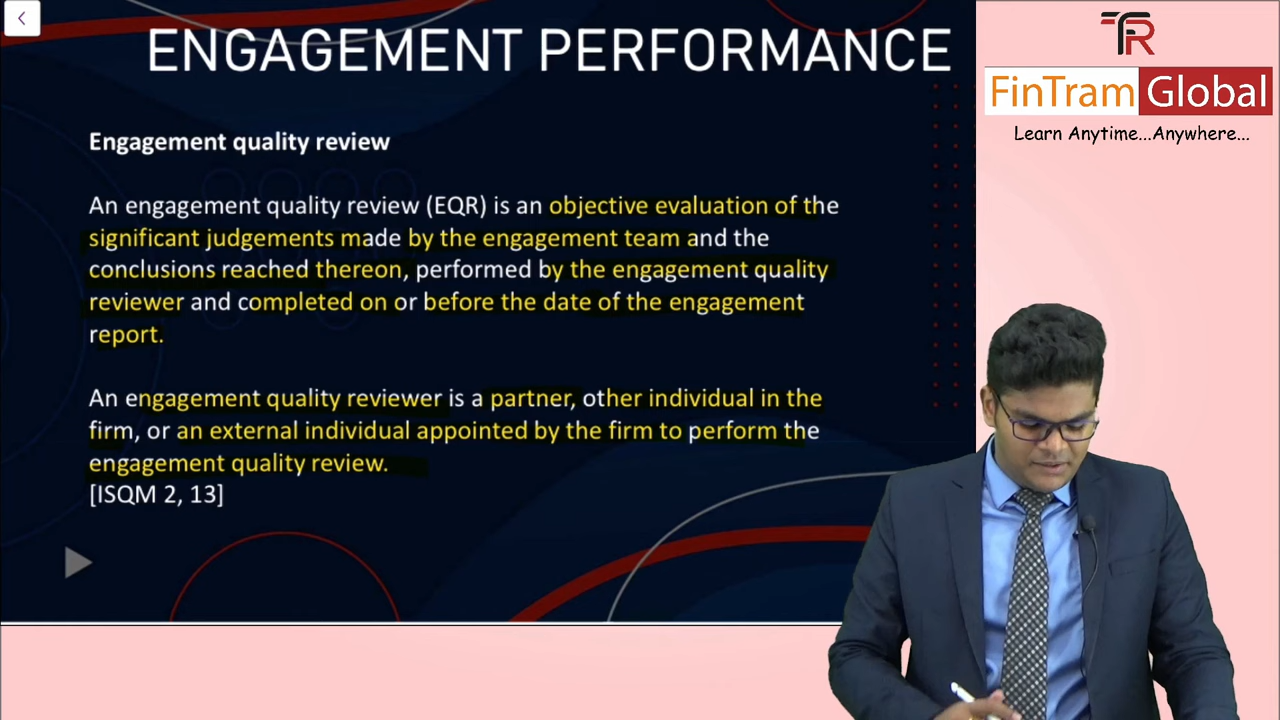 ENGAGEMENT PERFORMANCE
Engagement quality review
An engagement quality review (EQR) is an objective evaluation of the
significant judgements made by the engagement team and the
conclusions reached thereon, performed by the engagement quality
reviewer and completed on or before the date of the engagement
report.
An engagement quality reviewer is a partner, other individual in the
firm, or an external individual appointed by the firm to perform the
engagement quality review.
[ISQM 2, 13]
TFR
FinTram Global
Learn Anytime...Anywhere...